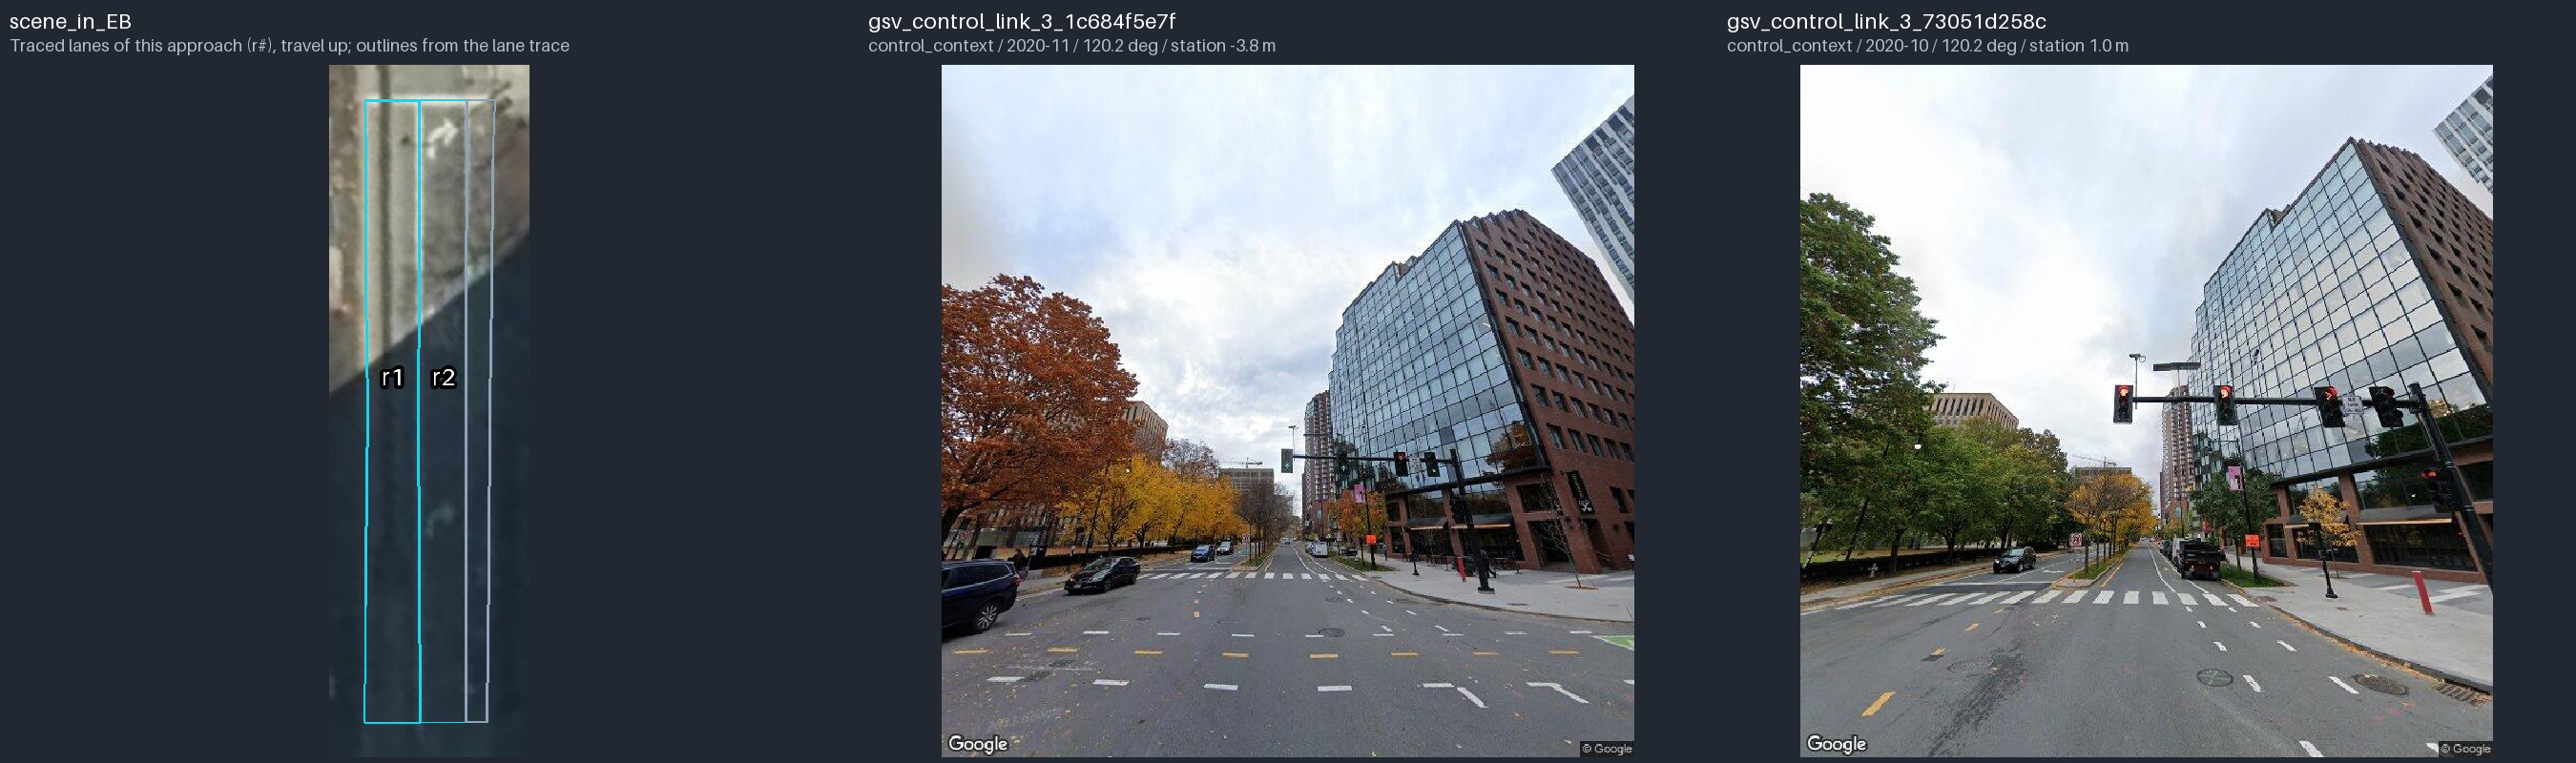 scene_in_EB
Traced lanes of this approach (r#), travel up; outlines from the lane trace
r1
r2
gsv_control_link_3_1c684f5e7f
control_context / 2020-11 / 120.2 deg / station -3.8 m
Google
© Google
gsv_control_link_3_73051d258c
control_context / 2020-10 / 120.2 deg / station 1.0 m
Google
© Google